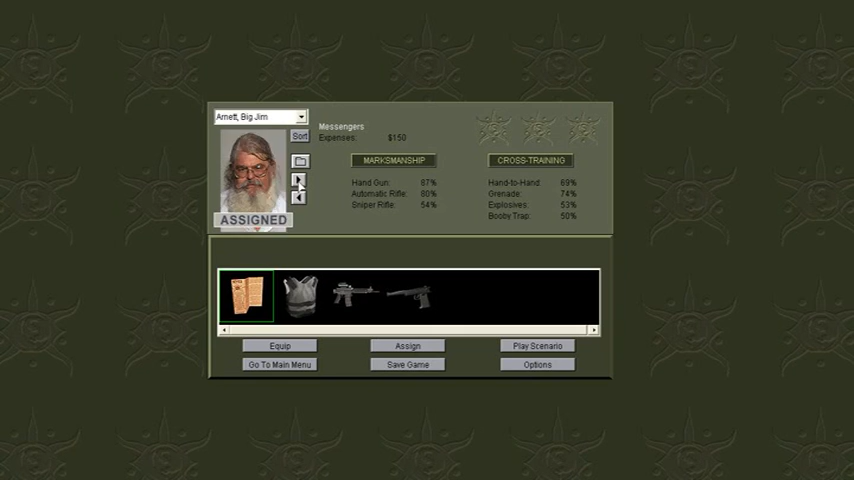 Arnett, Big Jim
Sort
Messengers
Expenses: $150
MARKSMANSHIP
CROSS-TRAINING
Hand Gun: 87%
Automatic Rifle: 80%
Sniper Rifle: 54%
Hand-to-Hand: 69%
Grenade: 74%
Explosives: 53%
Booby Trap: 50%
ASSIGNED
Equip
Assign
Play Scenario
Go To Main Menu
Save Game
Options